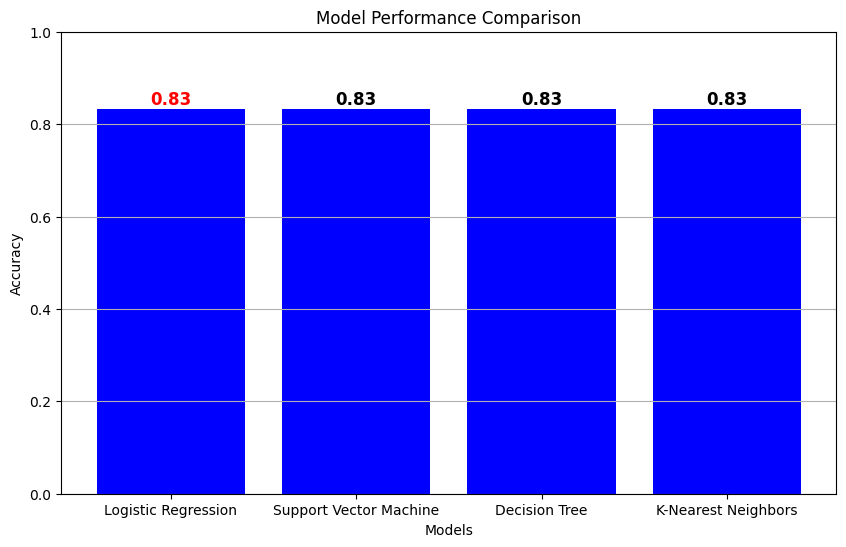 Model Performance Comparison
1.0
0.8
0.6
0.4
0.2
0.0
Accuracy
0.83 0.83 0.83 0.83
Logistic Regression Support Vector Machine Decision Tree K-Nearest Neighbors
Models